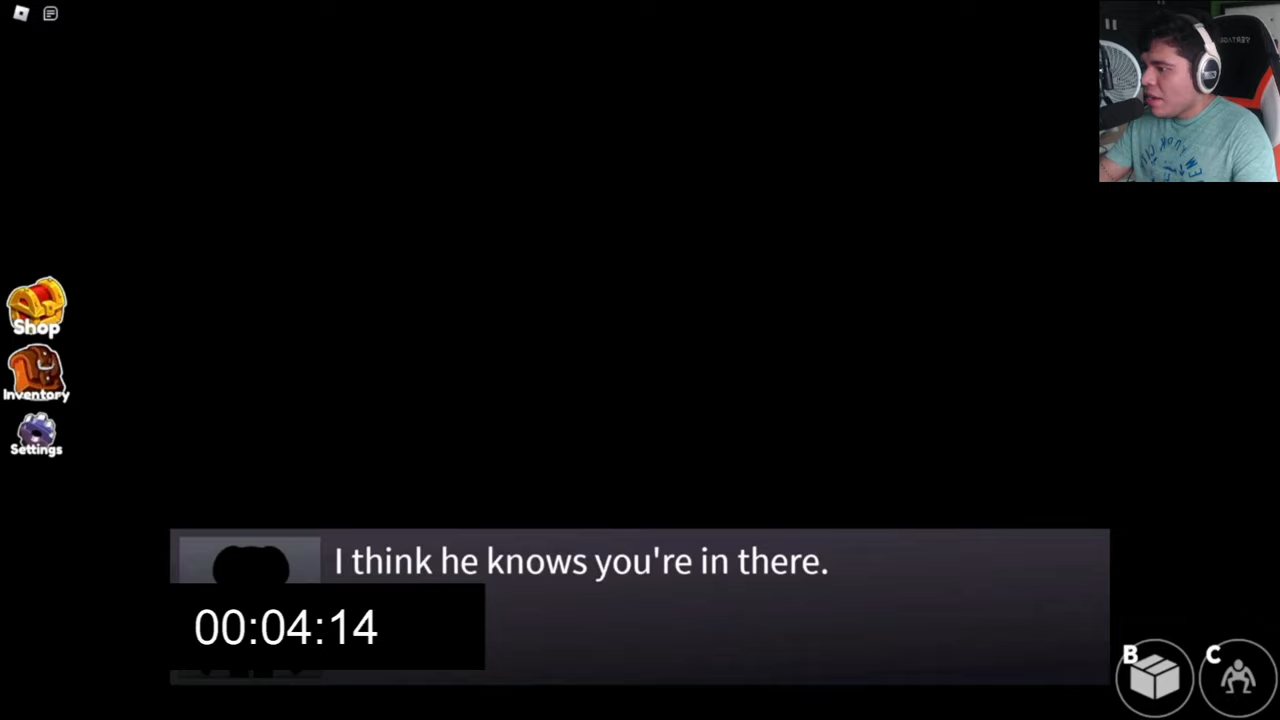 Shop
Inventory
Settings
I think he knows you're in there.
00:04:14
B
C